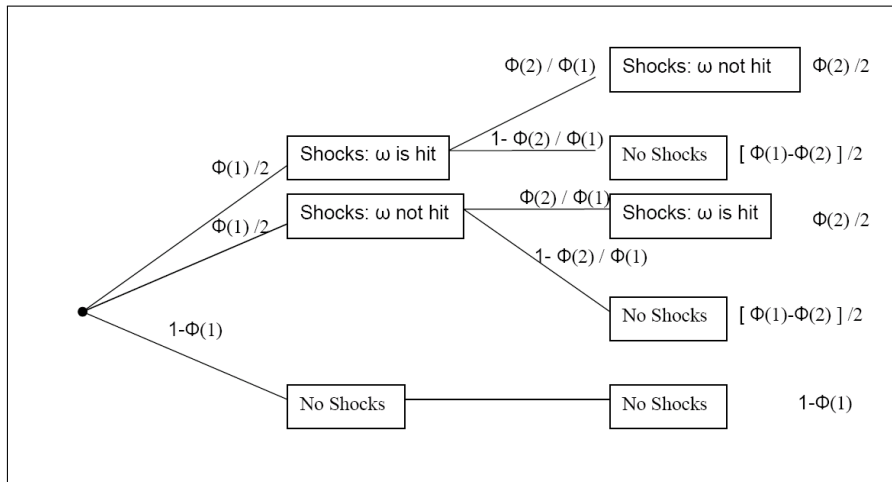 Φ(2) / Φ(1)
Shocks: ω not hit
Φ(2) /2
1- Φ(2) / Φ(1)
Shocks: ω is hit
No Shocks
[ Φ(1)-Φ(2) ] /2
Φ(1) /2
Φ(2) / Φ(1)
Shocks: ω not hit
Shocks: ω is hit
Φ(2) /2
Φ(1) /2
1- Φ(2) / Φ(1)
No Shocks
[ Φ(1)-Φ(2) ] /2
1-Φ(1)
No Shocks
No Shocks
1-Φ(1)